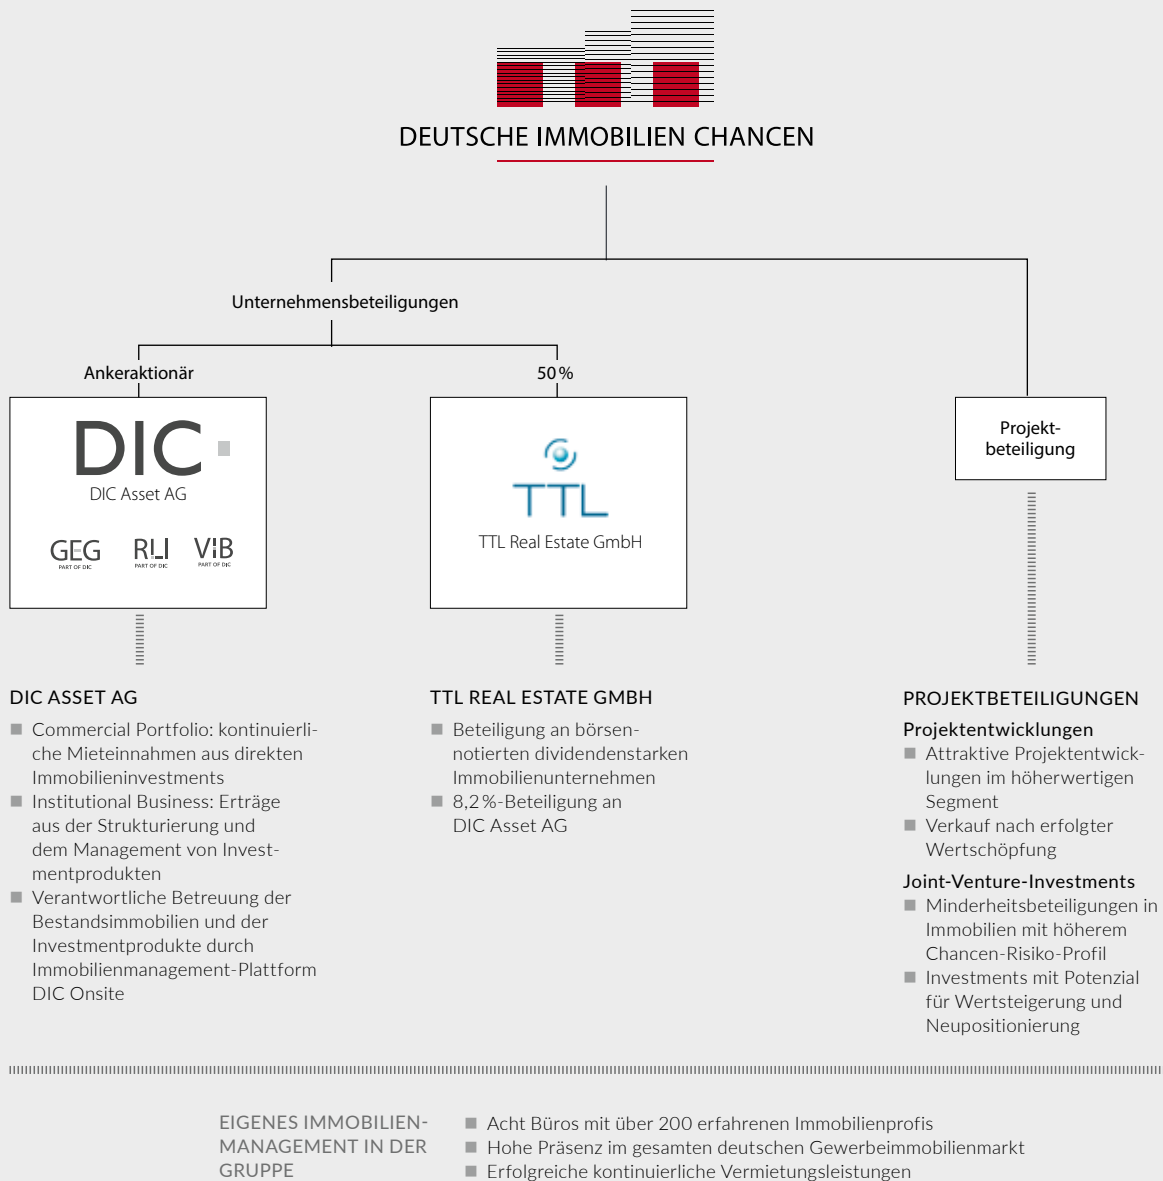 DEUTSCHE IMMOBILIEN CHANCEN
Unternehmensbeteiligungen
Ankeraktionär
50 %
DIC
DIC Asset AG
GEG
PART OF DIC
RLI
PART OF DIC
VIB
PART OF DIC
TTL
TTL Real Estate GmbH
Projekt-
beteiligung
DIC ASSET AG
Commercial Portfolio: kontinuierli-
che Mieteinnahmen aus direkten
Immobilieninvestments
Institutional Business: Erträge
aus der Strukturierung und
dem Management von Invest-
mentprodukten
Verantwortliche Betreuung der
Bestandsimmobilien und der
Investmentprodukte durch
Immobilienmanagement-Plattform
DIC Onsite
TTL REAL ESTATE GMBH
Beteiligung an börsen-
notierten dividendenstarken
Immobilienunternehmen
8,2 %-Beteiligung an
DIC Asset AG
PROJEKTBETEILIGUNGEN
Projektentwicklungen
Attraktive Projektentwick-
lungen im höherwertigen
Segment
Verkauf nach erfolgter
Wertschöpfung
Joint-Venture-Investments
Minderheitsbeteiligungen in
Immobilien mit höherem
Chancen-Risiko-Profil
Investments mit Potenzial
für Wertsteigerung und
Neupositionierung
EIGENES IMMOBILIEN-
MANAGEMENT IN DER
GRUPPE
Acht Büros mit über 200 erfahrenen Immobilienprofis
Hohe Präsenz im gesamten deutschen Gewerbeimmobilienmarkt
Erfolgreiche kontinuierliche Vermietungsleistungen